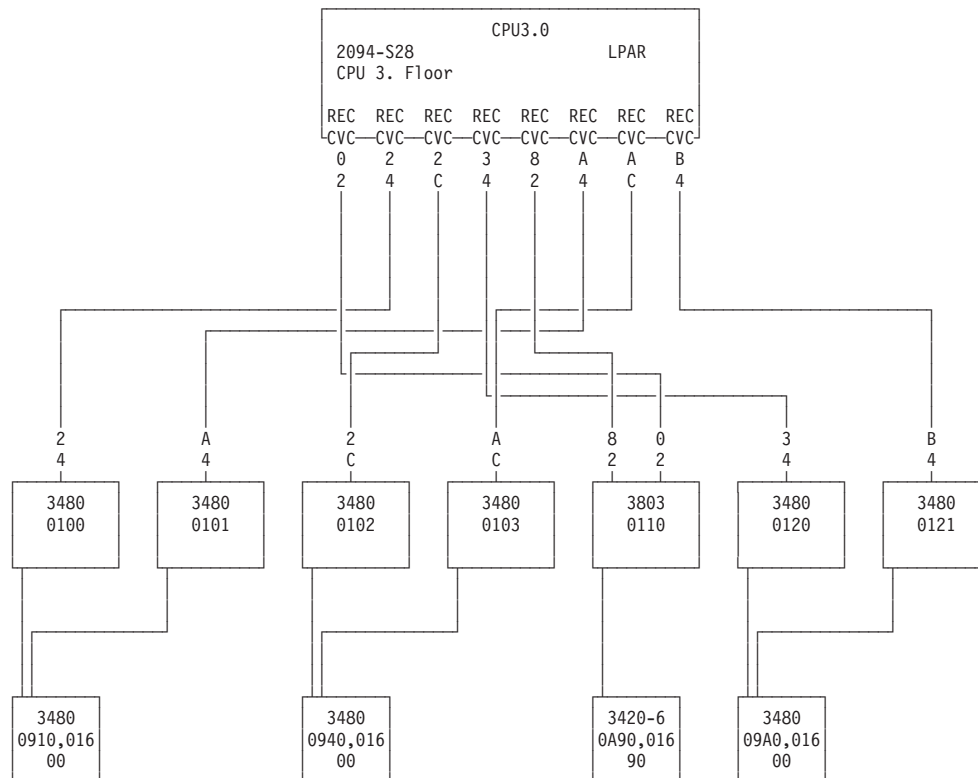 CPU3.0
2094-S28 LPAR
CPU 3. Floor
REC REC REC REC REC REC REC REC
CVC CVC CVC CVC CVC CVC CVC CVC
0 2 2 3 8 A A B
2 4 C 4 2 4 C 4
2 A 2 A 8 0 3 B
4 4 C C 2 2 4 4
3480 3480 3480 3480 3803 3480 3480
0100 0101 0102 0103 0110 0120 0121
3480 3480 3420-6 3480
0910,016 0940,016 0A90,016 09A0,016
00 00 90 00